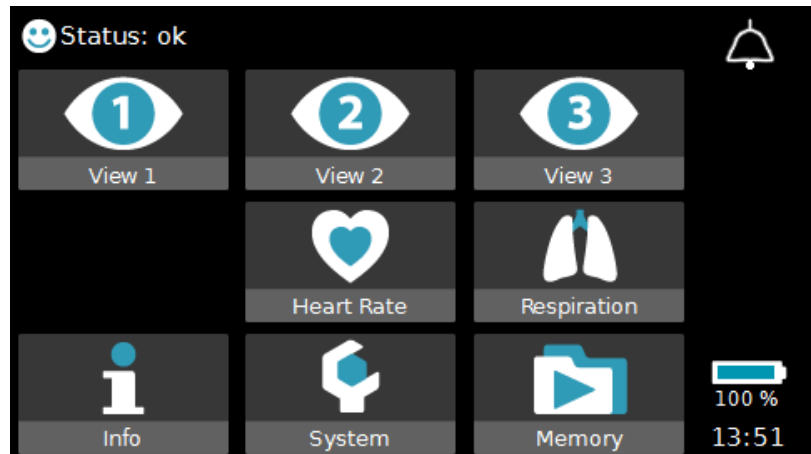 Status: ok
1
2
3
View 1
View 2
View 3
Heart Rate
Respiration
100 %
Info
System
Memory
13:51